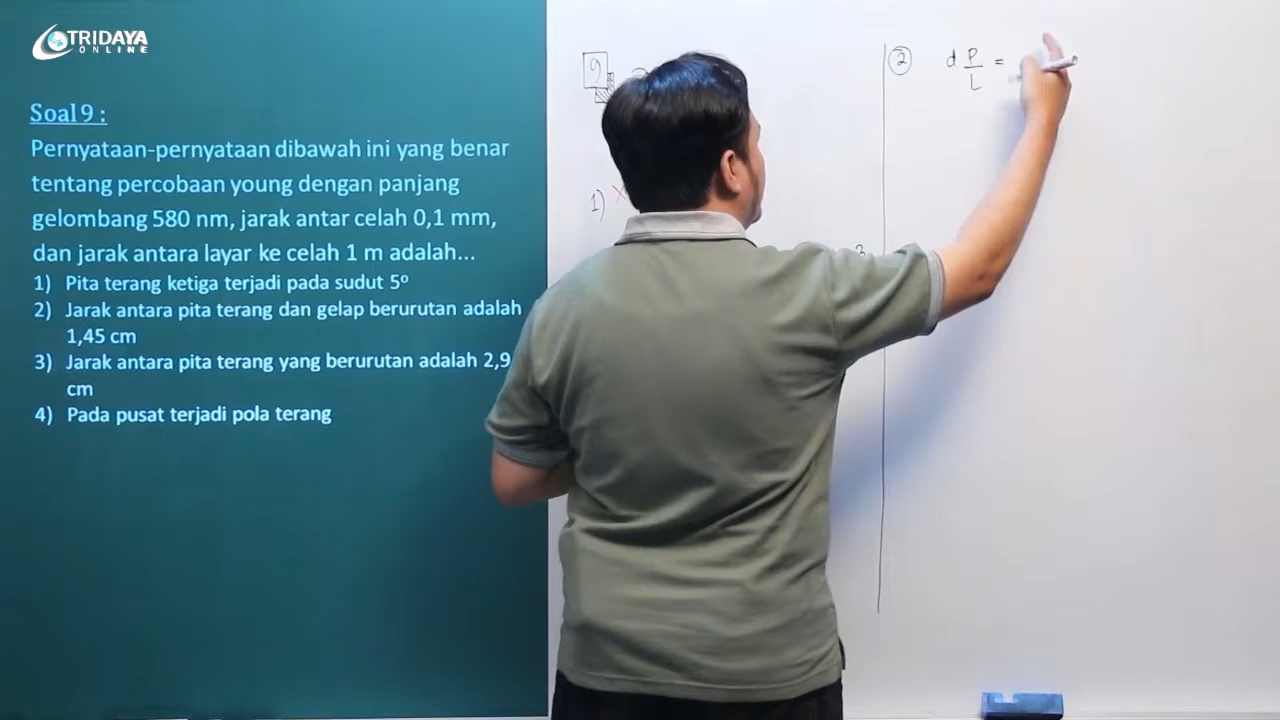 TRIDAYA
ONLINE
Soal 9 :
Pernyataan-pernyataan dibawah ini yang benar
tentang percobaan young dengan panjang
gelombang 580 nm, jarak antar celah 0,1 mm,
dan jarak antara layar ke celah 1 m adalah...
1) Pita terang ketiga terjadi pada sudut 5°
2) Jarak antara pita terang dan gelap berurutan adalah
1,45 cm
3) Jarak antara pita terang yang berurutan adalah 2,9
cm
4) Pada pusat terjadi pola terang
9
1)
② d P/L =